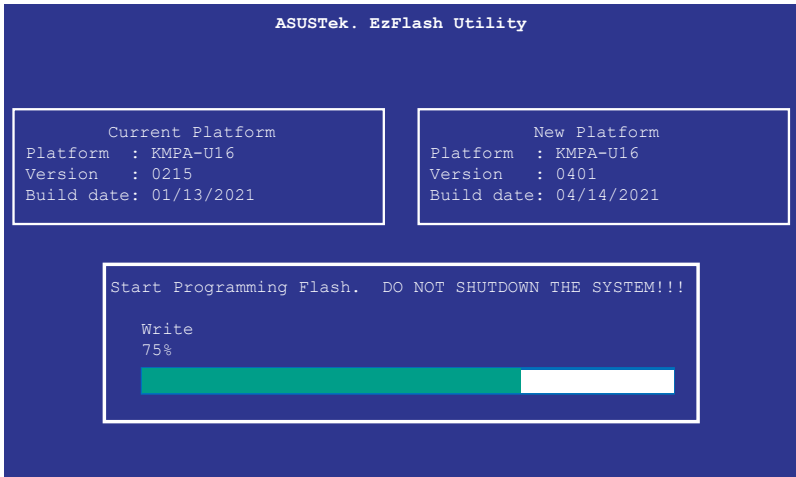 ASUSTek. EzFlash Utility
Current Platform
Platform : KMPA-U16
Version : 0215
Build date: 01/13/2021
New Platform
Platform : KMPA-U16
Version : 0401
Build date: 04/14/2021
Start Programming Flash. DO NOT SHUTDOWN THE SYSTEM!!!
Write
75%